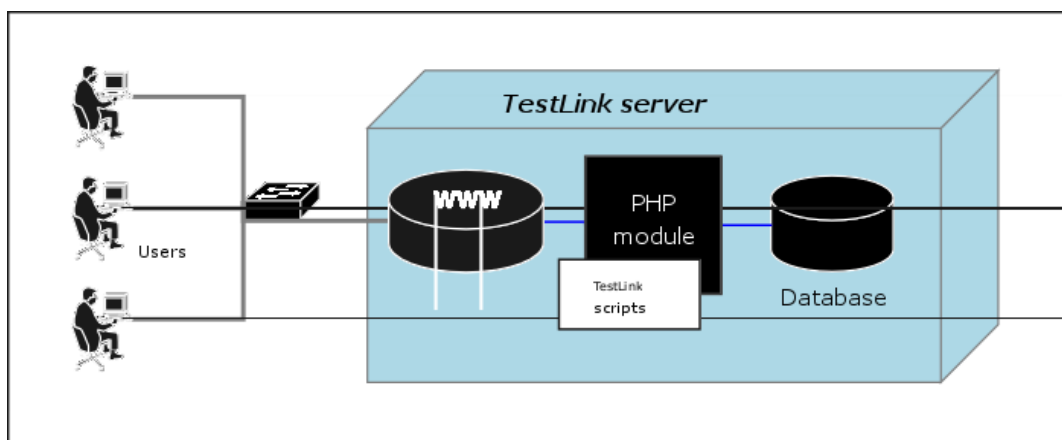 TestLink server
WWW
PHP
module
Users
TestLink
scripts
Database